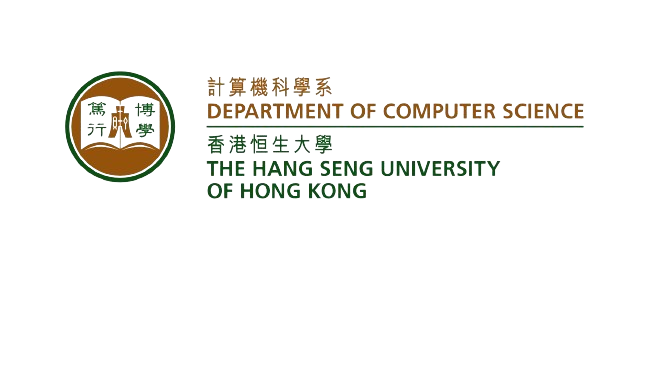 博學
篤行
計算機科學系
DEPARTMENT OF COMPUTER SCIENCE
香港恒生大學
THE HANG SENG UNIVERSITY
OF HONG KONG